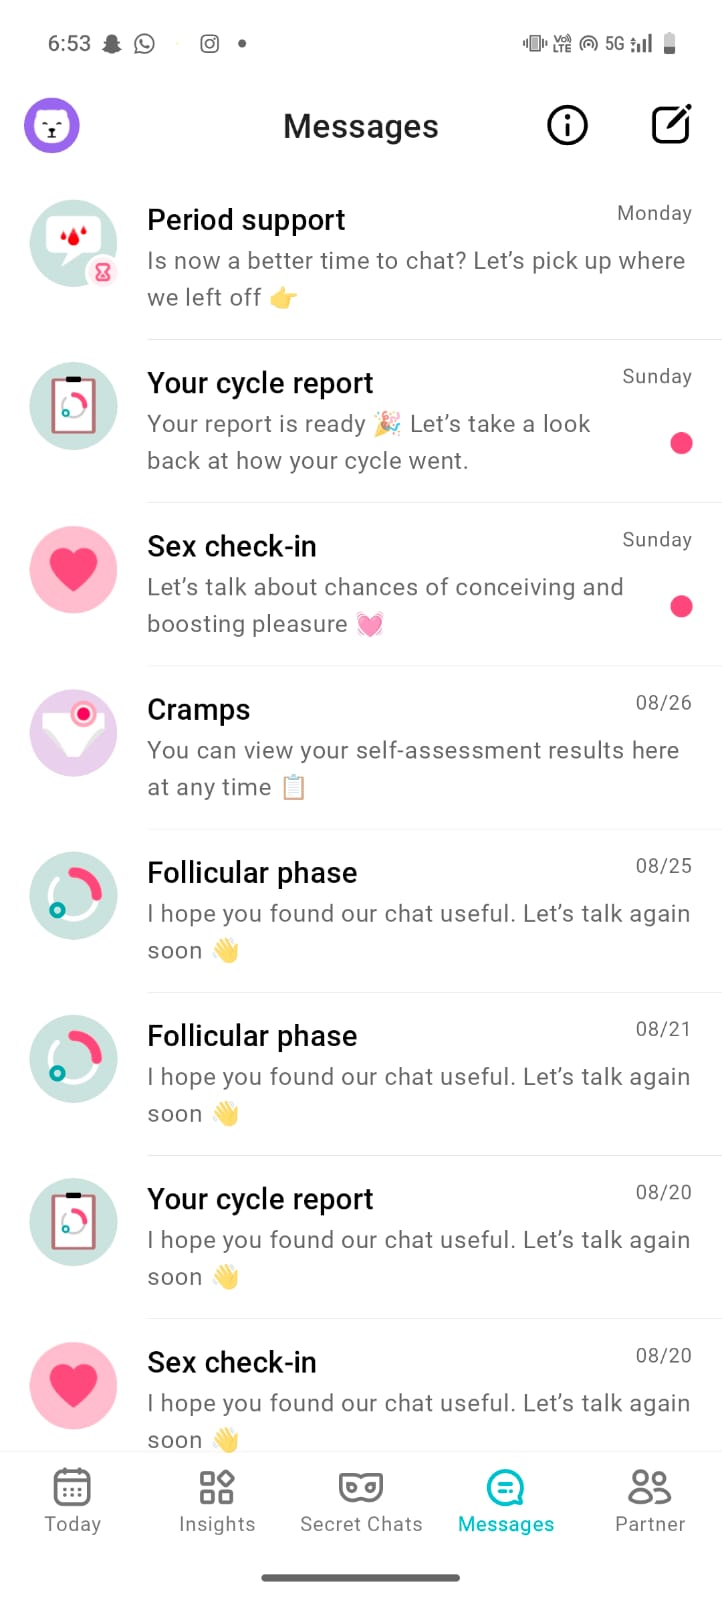 6:53
VoD LTE 5G
Messages
Period support Monday
Is now a better time to chat? Let's pick up where
we left off 👉
Your cycle report Sunday
Your report is ready 🎉 Let's take a look
back at how your cycle went.
Sex check-in Sunday
Let's talk about chances of conceiving and
boosting pleasure 💓
Cramps 08/26
You can view your self-assessment results here
at any time 📋
Follicular phase 08/25
I hope you found our chat useful. Let's talk again
soon 👋
Follicular phase 08/21
I hope you found our chat useful. Let's talk again
soon 👋
Your cycle report 08/20
I hope you found our chat useful. Let's talk again
soon 👋
Sex check-in 08/20
I hope you found our chat useful. Let's talk again
soon 👋
Today Insights Secret Chats Messages Partner